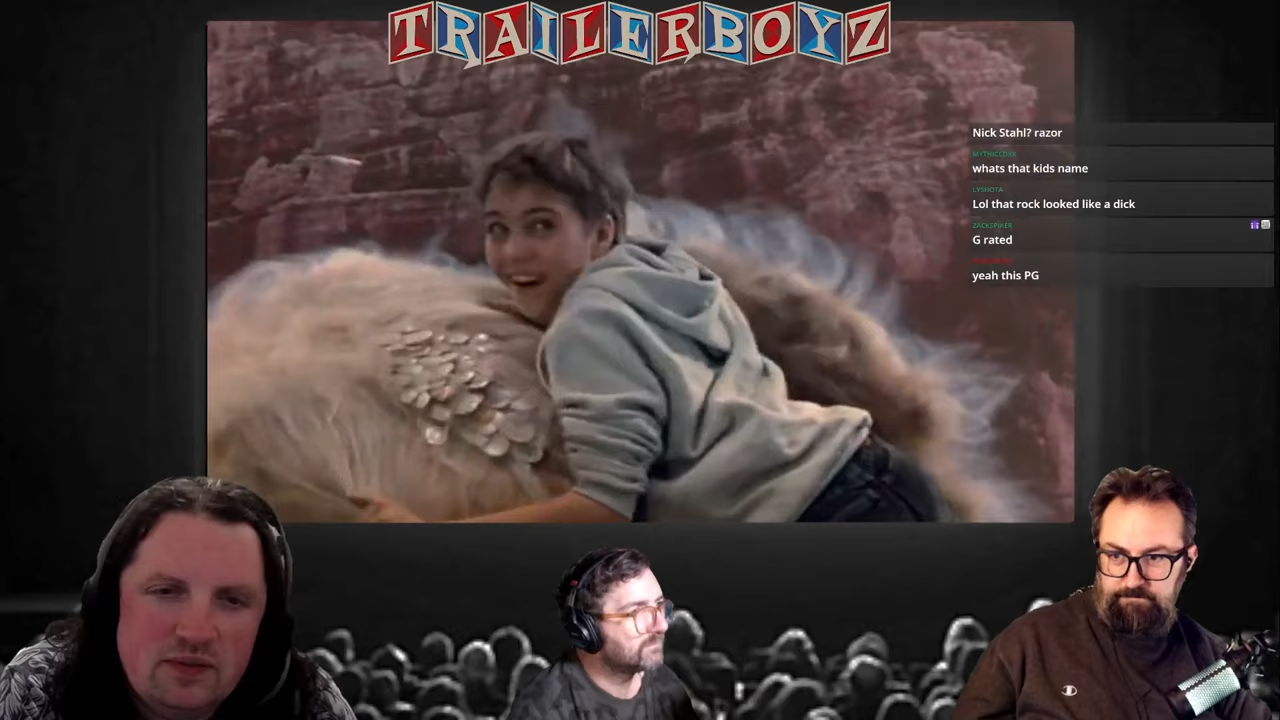 TRAILERBOYZ
Nick Stahl? razor
whats that kids name
LYSHOTA
Lol that rock looked like a dick
ZACKSPIAER
G rated
yeah this PG